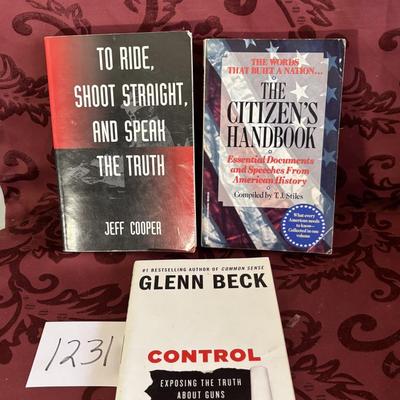 TO RIDE,
SHOOT STRAIGHT,
AND SPEAK
THE TRUTH
JEFF COOPER
THE WORDS
THAT BUILT A NATION...
THE
CITIZEN'S
HANDBOOK
Essential Documents
and Speeches From
American History
Compiled by T.J. Stiles
What every
American needs to
know—
Collected in one
volume
#1 BESTSELLING AUTHOR OF COMMON SENSE
GLENN BECK
CONTROL
EXPOSING THE TRUTH
ABOUT GUNS
1231